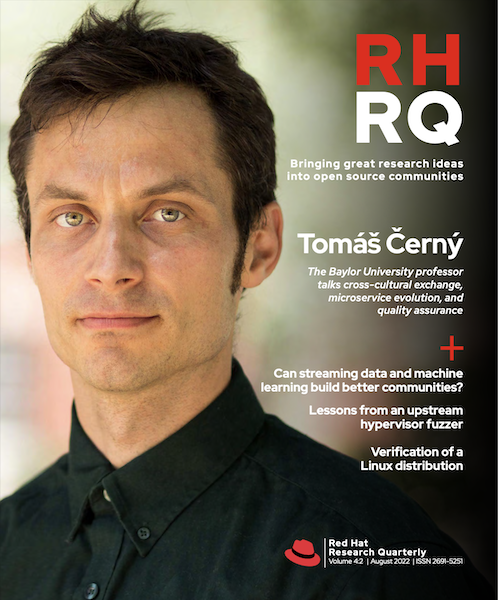 RH
RQ
Bringing great research ideas
into open source communities
Tomáš Černý
The Baylor University professor
talks cross-cultural exchange,
microservice evolution, and
quality assurance
+
Can streaming data and machine
learning build better communities?
Lessons from an upstream
hypervisor fuzzer
Verification of a
Linux distribution
Red Hat
Research Quarterly
Volume 4:2 | August 2022 | ISSN 2691-5251